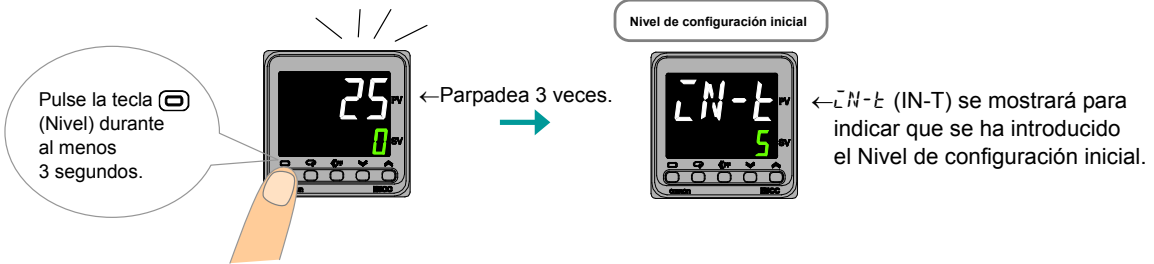 Nivel de configuración inicial
Pulse la tecla
(Nivel) durante
al menos
3 segundos.
25
PV
0
SV
←Parpadea 3 veces.
IN-t
PV
5
SV
←IN-t (IN-T) se mostrará para
indicar que se ha introducido
el Nivel de configuración inicial.
omron
E5CC